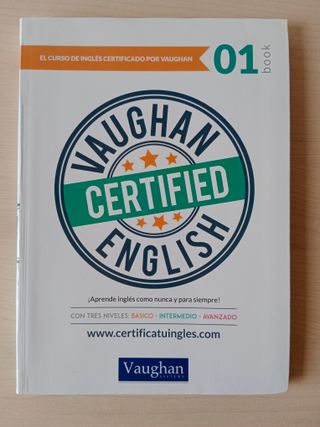 EL CURSO DE INGLÉS CERTIFICADO POR VAUGHAN
01
book
VAUGHAN
CERTIFIED
ENGLISH
¡Aprende inglés como nunca y para siempre!
CON TRES NIVELES: BÁSICO - INTERMEDIO - AVANZADO
www.certificatuingles.com
Vaughan
SYSTEMS